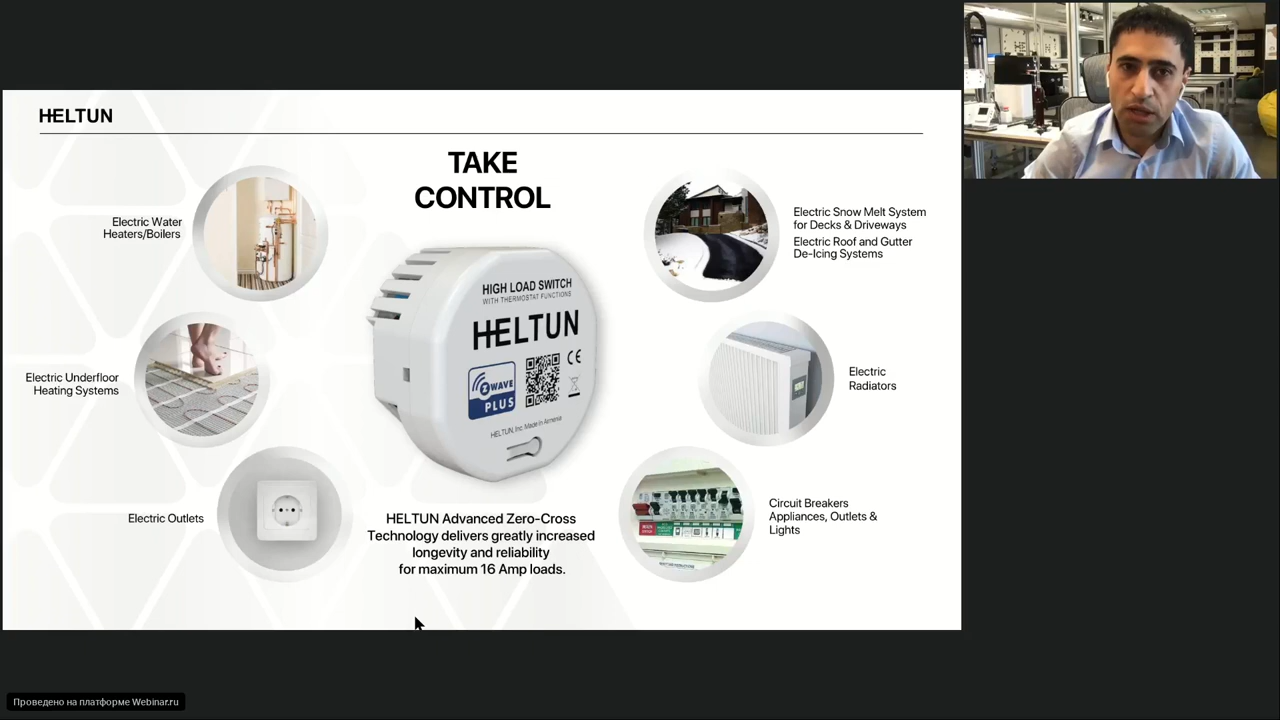 HELTUN
TAKE
CONTROL
Electric Water
Heaters/Boilers
Electric Underfloor
Heating Systems
Electric Outlets
HIGH LOAD SWITCH
WITH THERMOSTAT FUNCTIONS
HELTUN
CE
Z WAVE
PLUS
HELTUN, Inc. Made in Armenia
HELTUN Advanced Zero-Cross
Technology delivers greatly increased
longevity and reliability
for maximum 16 Amp loads.
Electric Snow Melt System
for Decks & Driveways
Electric Roof and Gutter
De-Icing Systems
Electric
Radiators
Circuit Breakers
Appliances, Outlets &
Lights
Проведено на платформе Webinar.ru